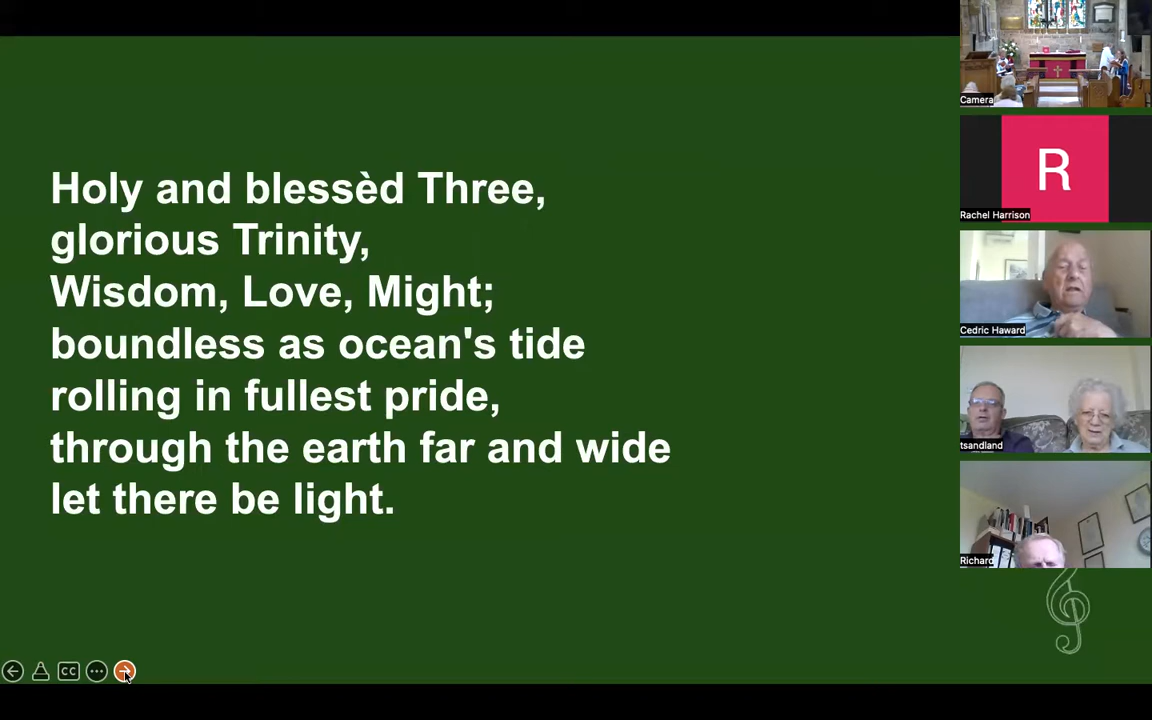 Holy and blessèd Three,
glorious Trinity,
Wisdom, Love, Might;
boundless as ocean's tide
rolling in fullest pride,
through the earth far and wide
let there be light.
Camera
R
Rachel Harrison
Cedric Haward
tsandland
Richard
CC